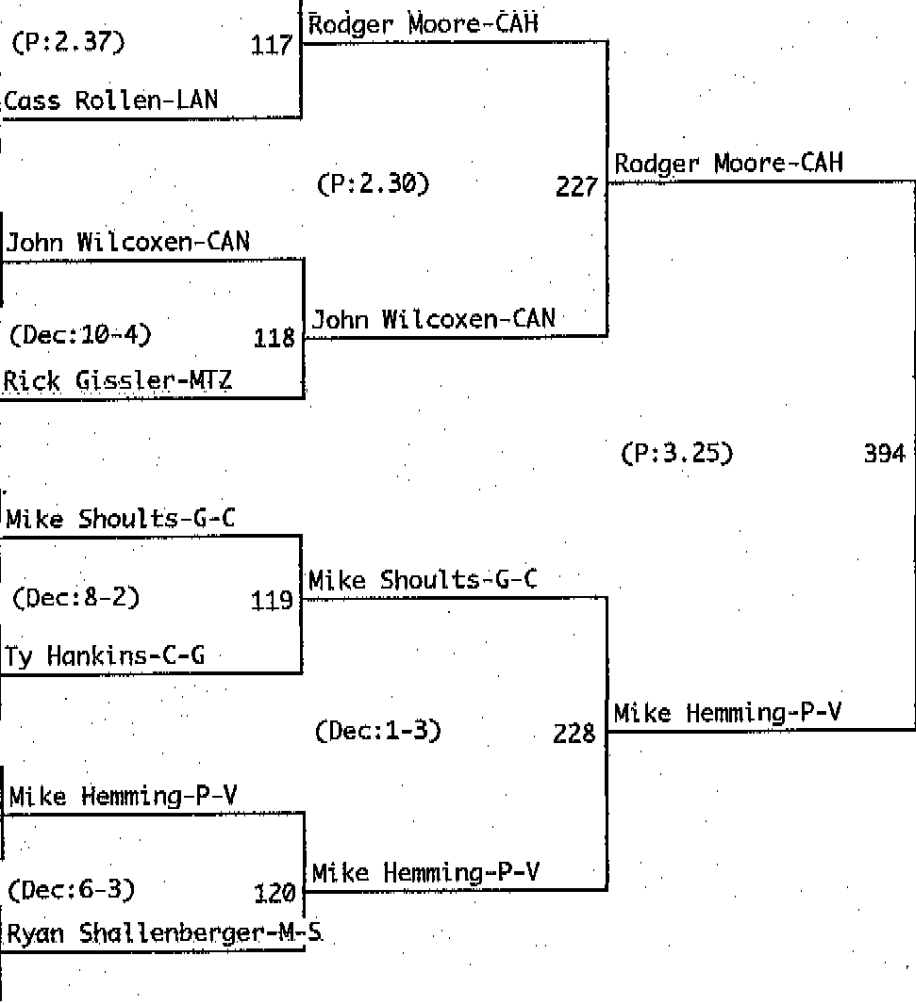 Rodger Moore-CAH
(P:2.37) 117
Cass Rollen-LAN
Rodger Moore-CAH
(P:2.30) 227
John Wilcoxen-CAN
John Wilcoxen-CAN
(Dec:10-4) 118
Rick Gissler-MTZ
(P:3.25) 394
Mike Shoults-G-C
Mike Shoults-G-C
(Dec:8-2) 119
Ty Hankins-C-G
Mike Hemming-P-V
(Dec:1-3) 228
Mike Hemming-P-V
Mike Hemming-P-V
(Dec:6-3) 120
Ryan Shallenberger-M-S